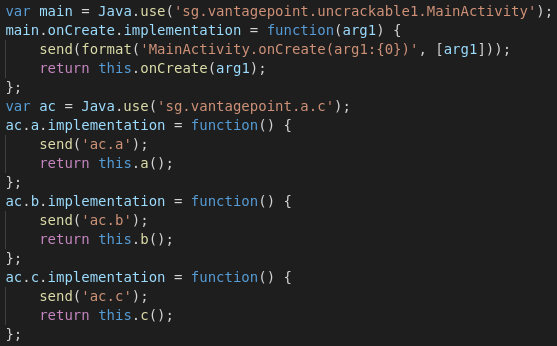 var main = Java.use('sg.vantagepoint.uncrackable1.MainActivity');
main.onCreate.implementation = function(arg1) {
    send(format('MainActivity.onCreate(arg1:{0})', [arg1]));
    return this.onCreate(arg1);
};
var ac = Java.use('sg.vantagepoint.a.c');
ac.a.implementation = function() {
    send('ac.a');
    return this.a();
};
ac.b.implementation = function() {
    send('ac.b');
    return this.b();
};
ac.c.implementation = function() {
    send('ac.c');
    return this.c();
};